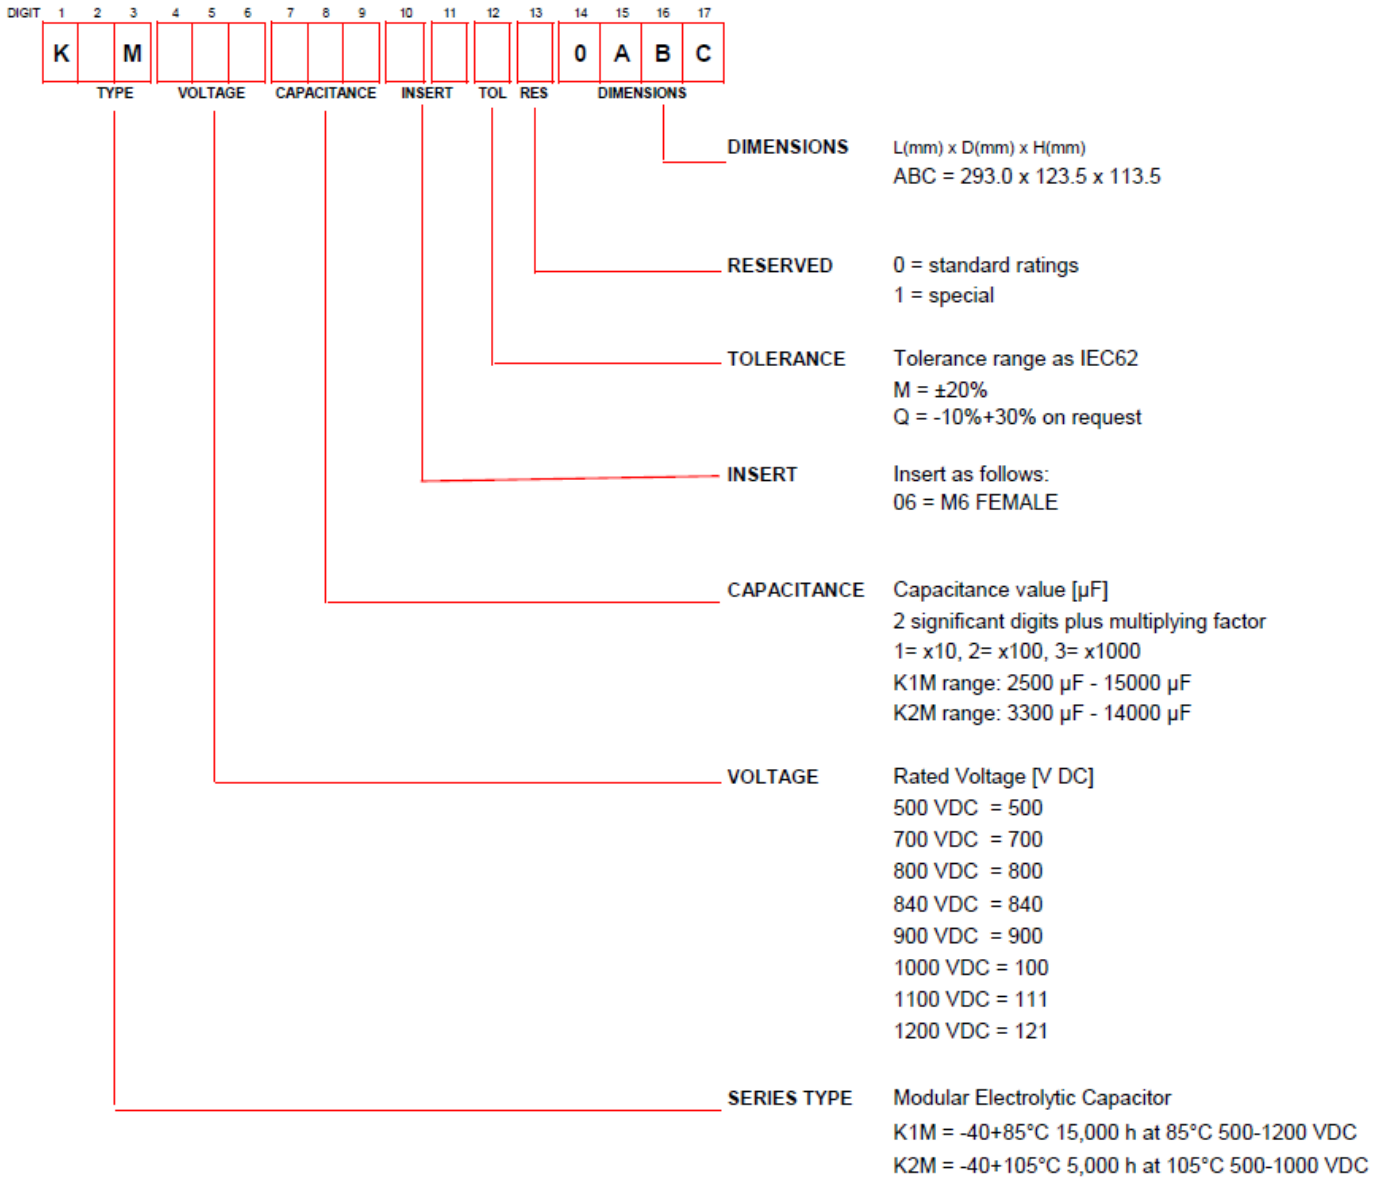 DIGIT 1 2 3 4 5 6 7 8 9 10 11 12 13 14 15 16 17
K M 0 A B C
TYPE VOLTAGE CAPACITANCE INSERT TOL RES DIMENSIONS
DIMENSIONS L(mm) x D(mm) x H(mm)
ABC = 293.0 x 123.5 x 113.5
RESERVED 0 = standard ratings
1 = special
TOLERANCE Tolerance range as IEC62
M = ±20%
Q = -10%+30% on request
INSERT Insert as follows:
06 = M6 FEMALE
CAPACITANCE Capacitance value [µF]
2 significant digits plus multiplying factor
1= x10, 2= x100, 3= x1000
K1M range: 2500 µF - 15000 µF
K2M range: 3300 µF - 14000 µF
VOLTAGE Rated Voltage [V DC]
500 VDC = 500
700 VDC = 700
800 VDC = 800
840 VDC = 840
900 VDC = 900
1000 VDC = 100
1100 VDC = 111
1200 VDC = 121
SERIES TYPE Modular Electrolytic Capacitor
K1M = -40+85°C 15,000 h at 85°C 500-1200 VDC
K2M = -40+105°C 5,000 h at 105°C 500-1000 VDC